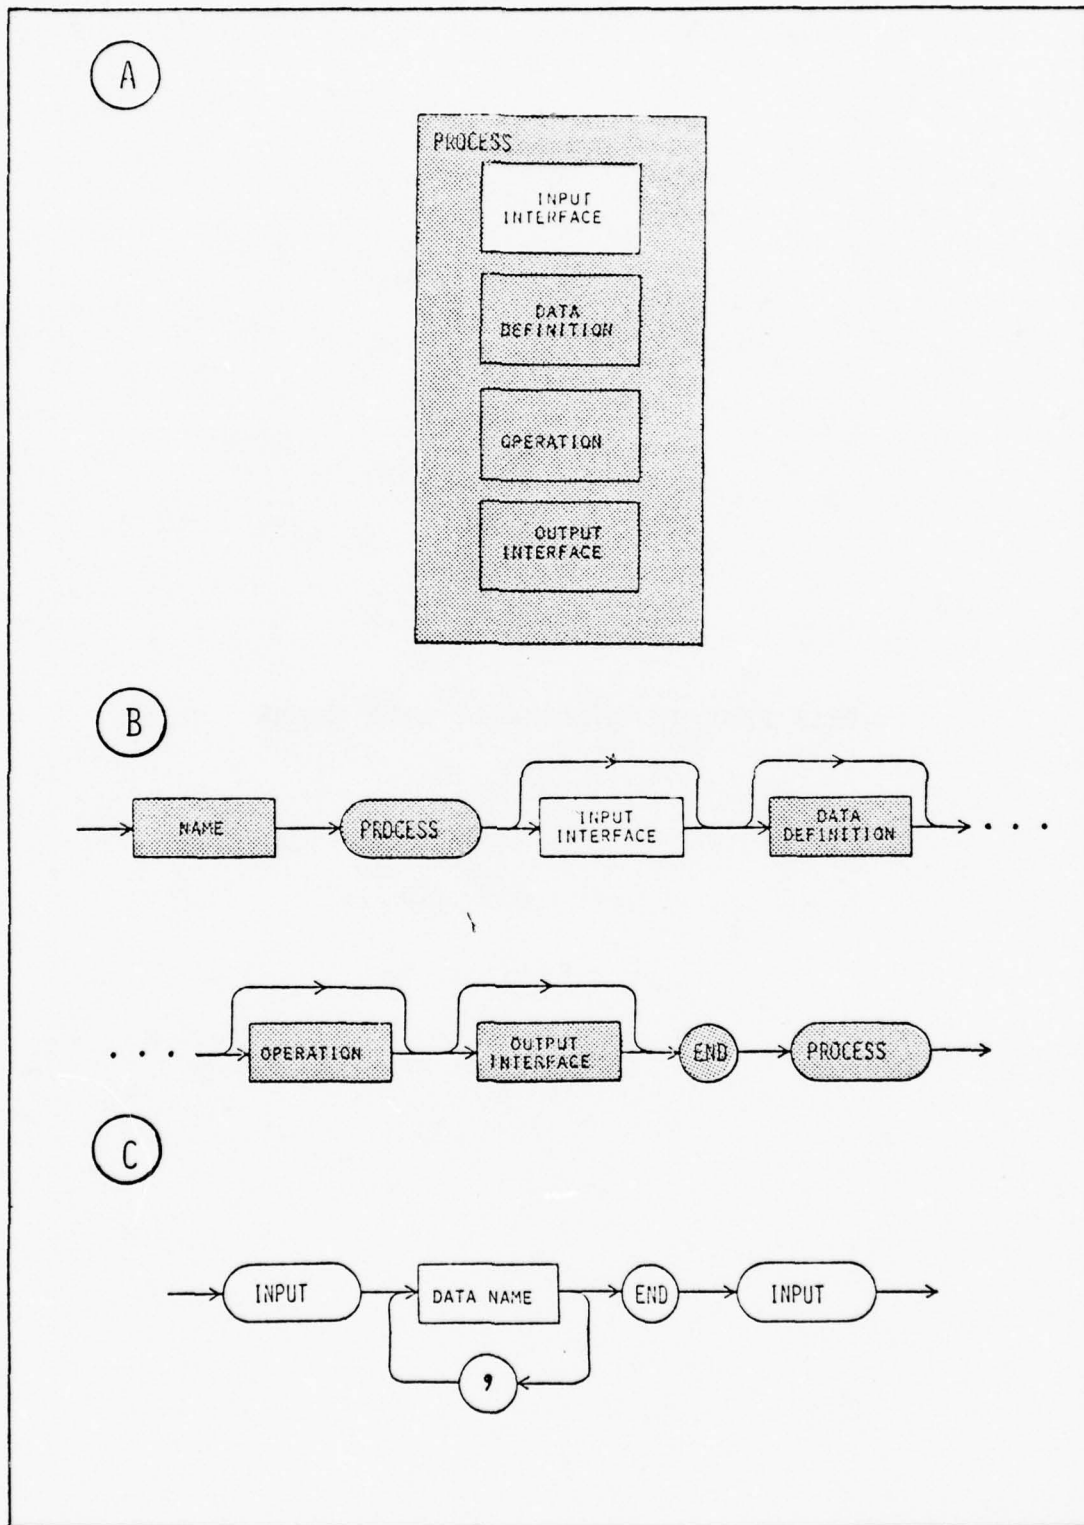 A
PROCESS
INPUT
INTERFACE
DATA
DEFINITION
OPERATION
OUTPUT
INTERFACE
B
NAME
PROCESS
INPUT
INTERFACE
DATA
DEFINITION
. . .
. . .
OPERATION
OUTPUT
INTERFACE
END
PROCESS
C
INPUT
DATA NAME
END
INPUT
,